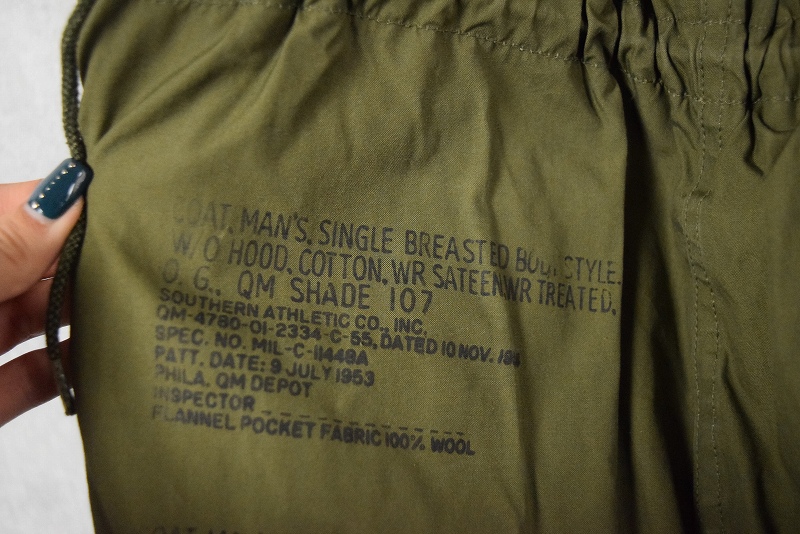 COAT, MAN'S, SINGLE BREASTED BODY STYLE,
W/O HOOD, COTTON, WR SATEEN, WR TREATED,
O. G., QM SHADE 107
SOUTHERN ATHLETIC CO., INC.
QM-4780-OI-2334-C-55, DATED 10 NOV.
SPEC. NO. MIL-C-11448A
PATT. DATE: 9 JULY 1953
PHILA. QM DEPOT
INSPECTOR
FLANNEL POCKET FABRIC 100% WOOL